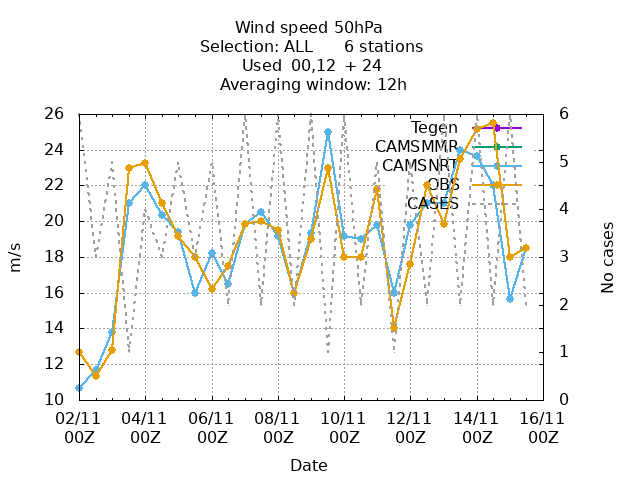 Wind speed 50hPa
Selection: ALL 6 stations
Used 00,12 + 24
Averaging window: 12h
26
24
22
20
18
16
14
12
10
m/s
6
5
4
3
2
1
0
No cases
Tegen
CAMSMMR
CAMSNRT
OBS
CASES
02/11 04/11 06/11 08/11 10/11 12/11 14/11 16/11
00Z 00Z 00Z 00Z 00Z 00Z 00Z 00Z
Date